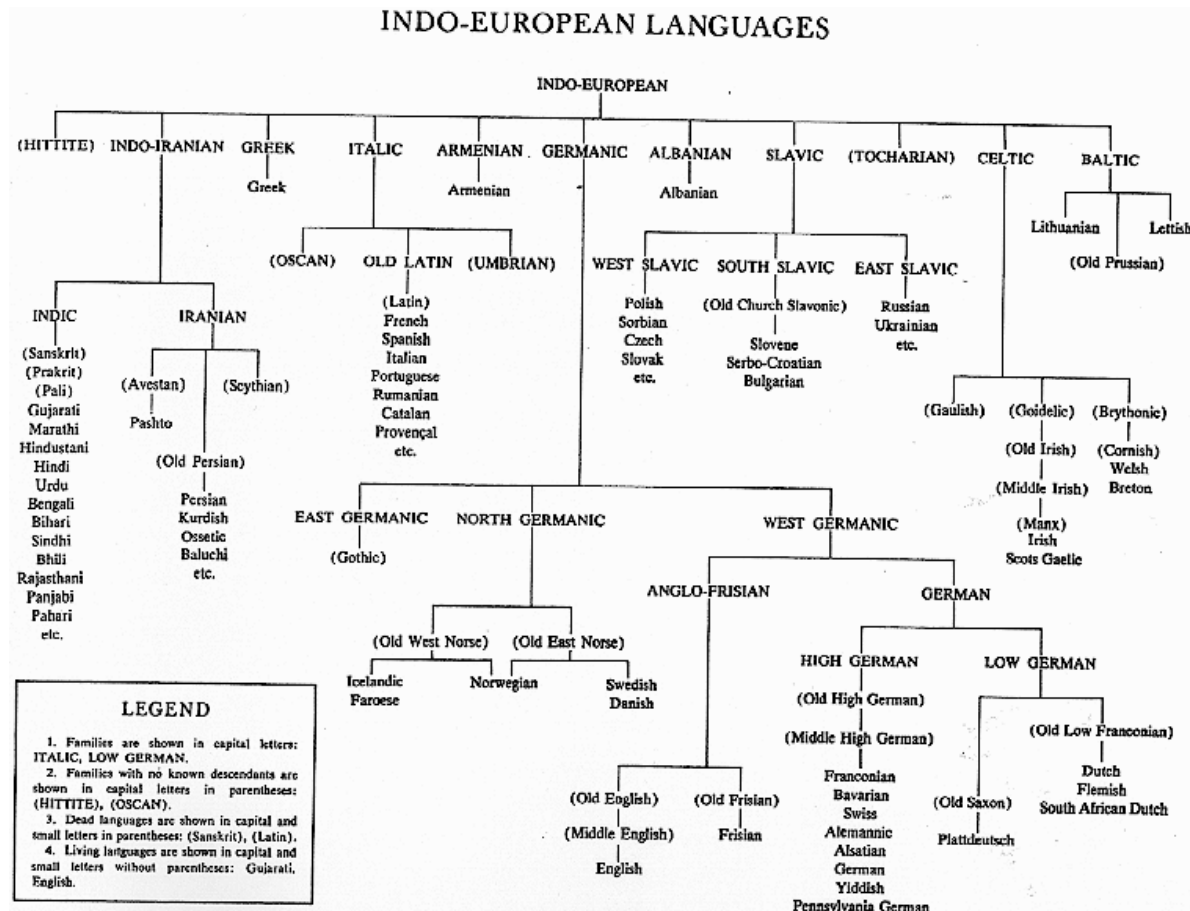 INDO-EUROPEAN LANGUAGES
INDO-EUROPEAN
(HITTITE) INDO-IRANIAN GREEK ITALIC ARMENIAN GERMANIC ALBANIAN SLAVIC (TOCHARIAN) CELTIC BALTIC
Greek
Armenian
Albanian
Lithuanian
Lettish
(Old Prussian)
(OSCAN) OLD LATIN (UMBRIAN)
(Latin)
French
Spanish
Italian
Portuguese
Rumanian
Catalan
Provençal
etc.
WEST SLAVIC SOUTH SLAVIC EAST SLAVIC
Polish
Sorbian
Czech
Slovak
etc.
(Old Church Slavonic)
Slovene
Serbo-Croatian
Bulgarian
Russian
Ukrainian
etc.
INDIC IRANIAN
(Sanskrit)
(Prakrit)
(Pali)
Gujarati
Marathi
Hindustani
Hindi
Urdu
Bengali
Bihari
Sindhi
Bhili
Rajasthani
Panjabi
Pahari
etc.
(Avestan) (Scythian)
Pashto
(Old Persian)
Persian
Kurdish
Ossetic
Baluchi
etc.
(Gaulish) (Goidelic) (Brythonic)
(Old Irish)
(Middle Irish)
(Manx)
Irish
Scots Gaelic
(Cornish)
Welsh
Breton
EAST GERMANIC NORTH GERMANIC WEST GERMANIC
(Gothic)
(Old West Norse) (Old East Norse)
Icelandic
Faroese
Norwegian
Swedish
Danish
ANGLO-FRISIAN GERMAN
(Old English) (Old Frisian)
(Middle English) Frisian
English
HIGH GERMAN LOW GERMAN
(Old High German)
(Middle High German)
Franconian
Bavarian
Swiss
Alemannic
Alsatian
German
Yiddish
Pennsylvania German
(Old Saxon)
Plattdeutsch
(Old Low Franconian)
Dutch
Flemish
South African Dutch
LEGEND
1. Families are shown in capital letters:
ITALIC, LOW GERMAN.
2. Families with no known descendants are
shown in capital letters in parentheses:
(HITTITE), (OSCAN).
3. Dead languages are shown in capital and
small letters in parentheses: (Sanskrit), (Latin).
4. Living languages are shown in capital and
small letters without parentheses: Gujarati,
English.